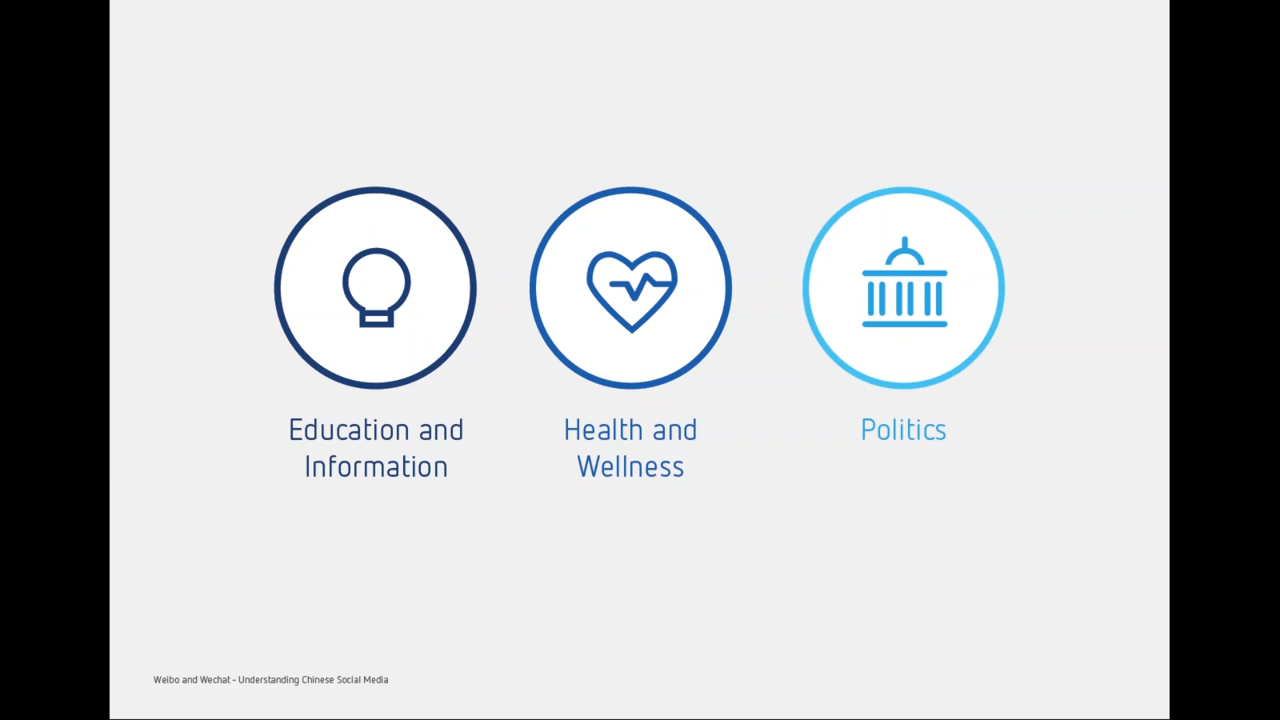 Education and
Information
Health and
Wellness
Politics
Weibo and Wechat - Understanding Chinese Social Media